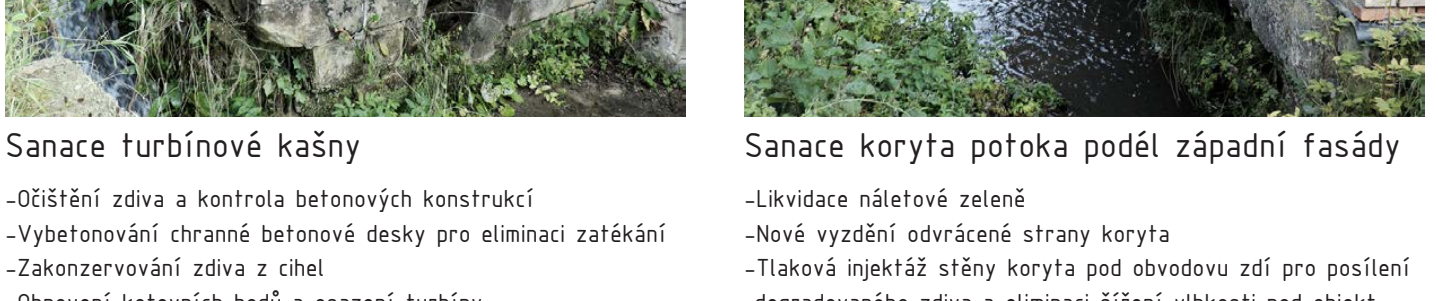 Sanace turbínové kašny
-Očištění zdiva a kontrola betonových konstrukcí
-Vybetonování chranné betonové desky pro eliminaci zatékání
-Zakonzervování zdiva z cihel
-Obnovení kotevních bodů a osazení turbíny
Sanace koryta potoka podél západní fasády
-Likvidace náletové zeleně
-Nové vyzdění odvrácené strany koryta
-Tlaková injektáž stěny koryta pod obvodovu zdí pro posílení
degradovaného zdiva a eliminaci šíření vlhkosti pod objekt